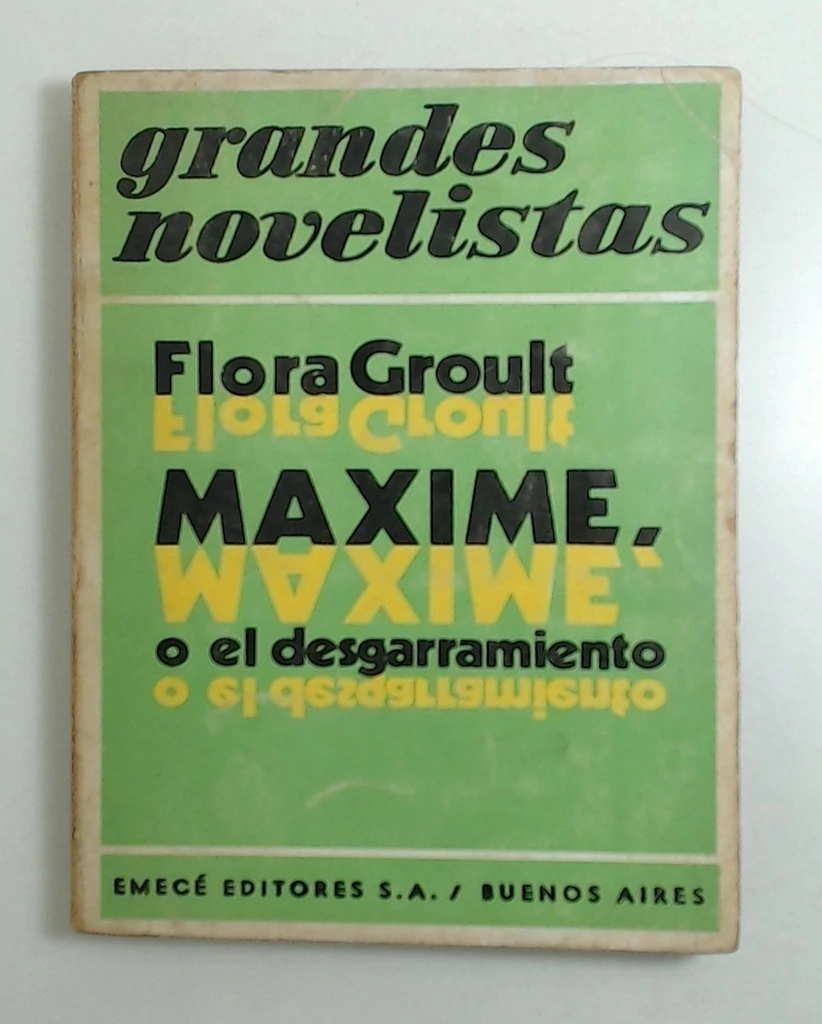 grandes
novelistas
Flora Groult
MAXIME,
o el desgarramiento
EMECÉ EDITORES S.A. / BUENOS AIRES